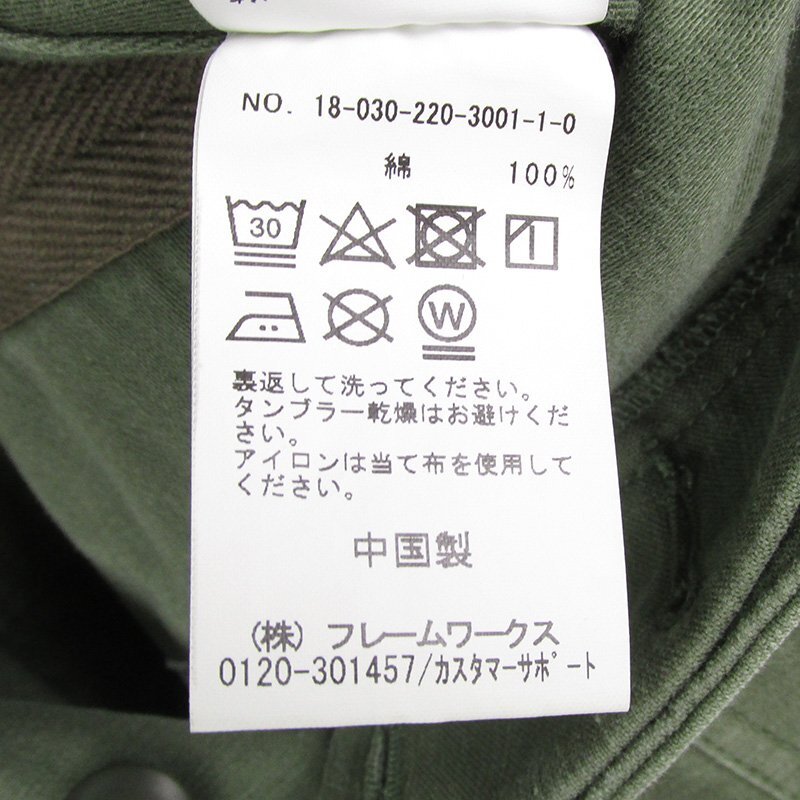 NO. 18-030-220-3001-1-0
綿 100%
30
W
裏返して洗ってください。
タンブラー乾燥はお避けくだ
さい。
アイロンは当て布を使用して
ください。
中国製
(株) フレームワークス
0120-301457/カスタマーサポート